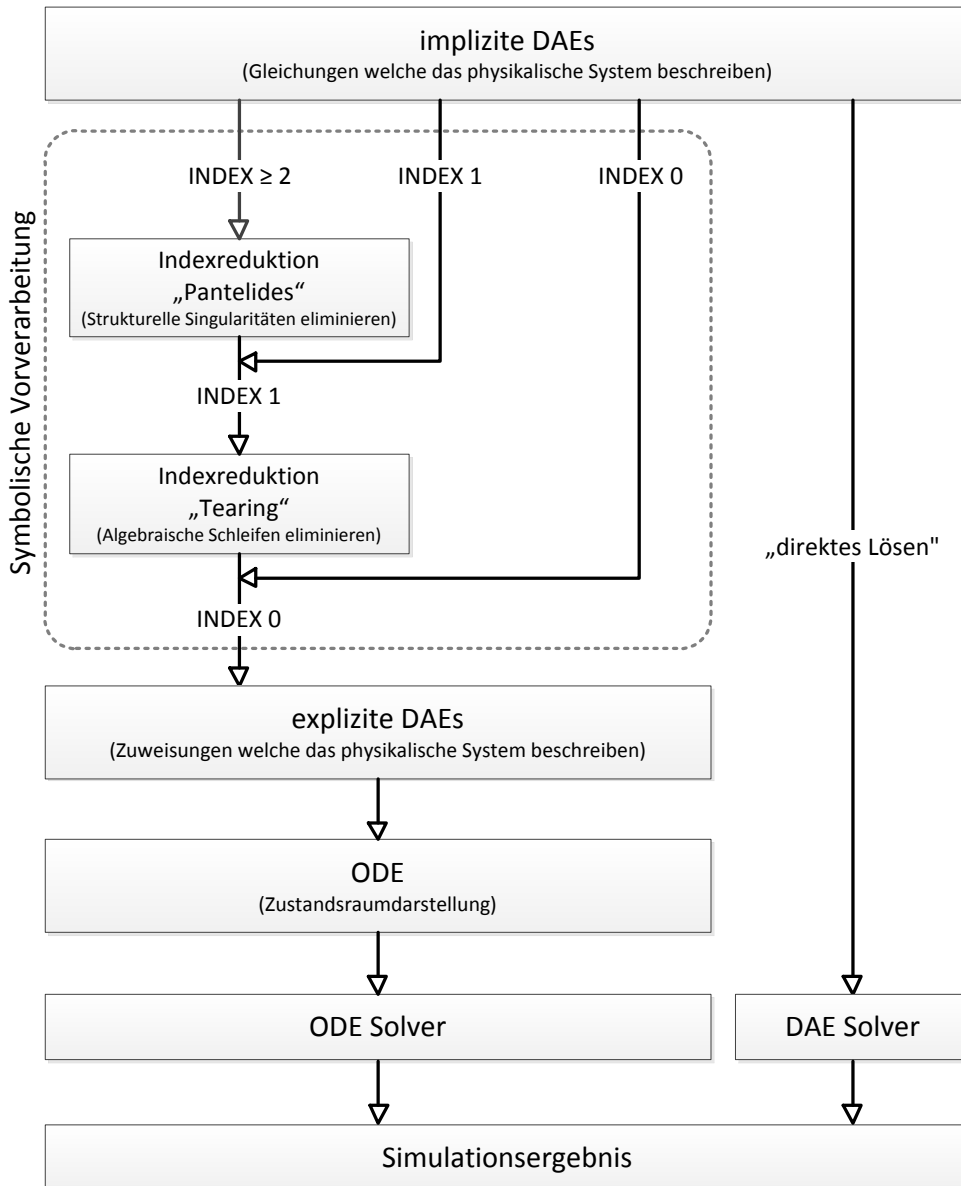 implizite DAEs
(Gleichungen welche das physikalische System beschreiben)
INDEX ≥ 2
INDEX 1
INDEX 0
Symbolische Vorverarbeitung
Indexreduktion
„Pantelides“
(Strukturelle Singularitäten eliminieren)
INDEX 1
Indexreduktion
„Tearing“
(Algebraische Schleifen eliminieren)
„direktes Lösen"
INDEX 0
explizite DAEs
(Zuweisungen welche das physikalische System beschreiben)
ODE
(Zustandsraumdarstellung)
ODE Solver
DAE Solver
Simulationsergebnis